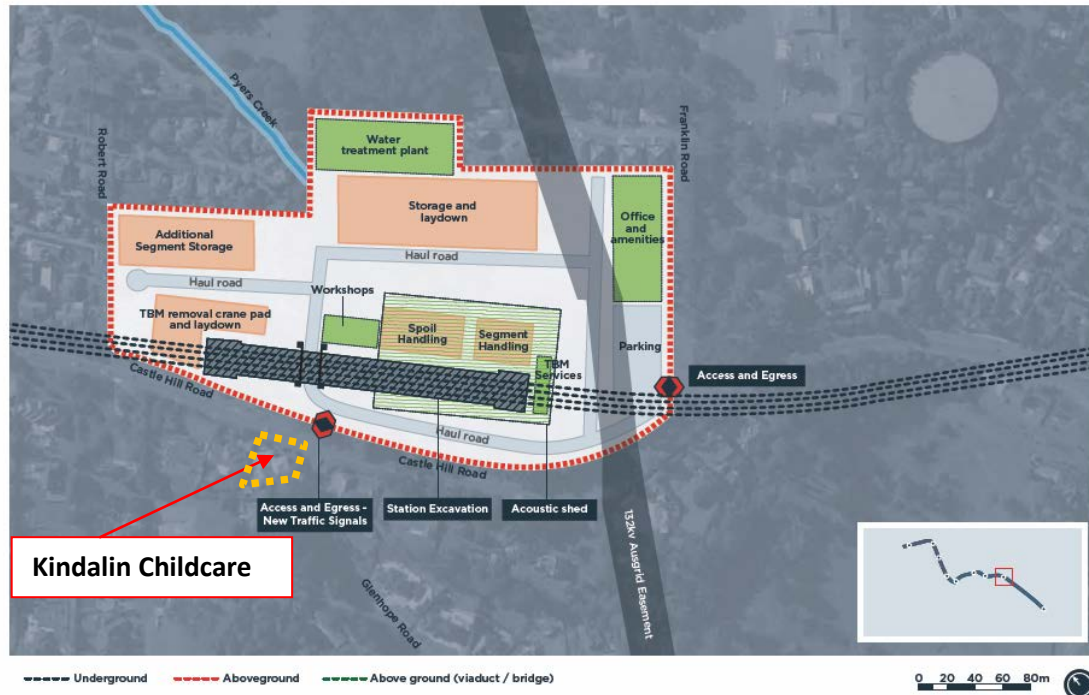 Pyers Creek
Robert Road
Franklin Road
Water
treatment plant
Storage and
laydown
Office
and
amenities
Additional
Segment Storage
Haul road
Haul road
Workshops
TBM removal crane pad
and laydown
Spoil
Handling
Segment
Handling
TBM
Services
Parking
Access and Egress
Castle Hill Road
Haul road
Castle Hill Road
Access and Egress -
New Traffic Signals
Station Excavation
Acoustic shed
132kv Ausgrid Easement
Kindalin Childcare
Glenhope Road
Underground
Aboveground
Above ground (viaduct / bridge)
0 20 40 60 80m